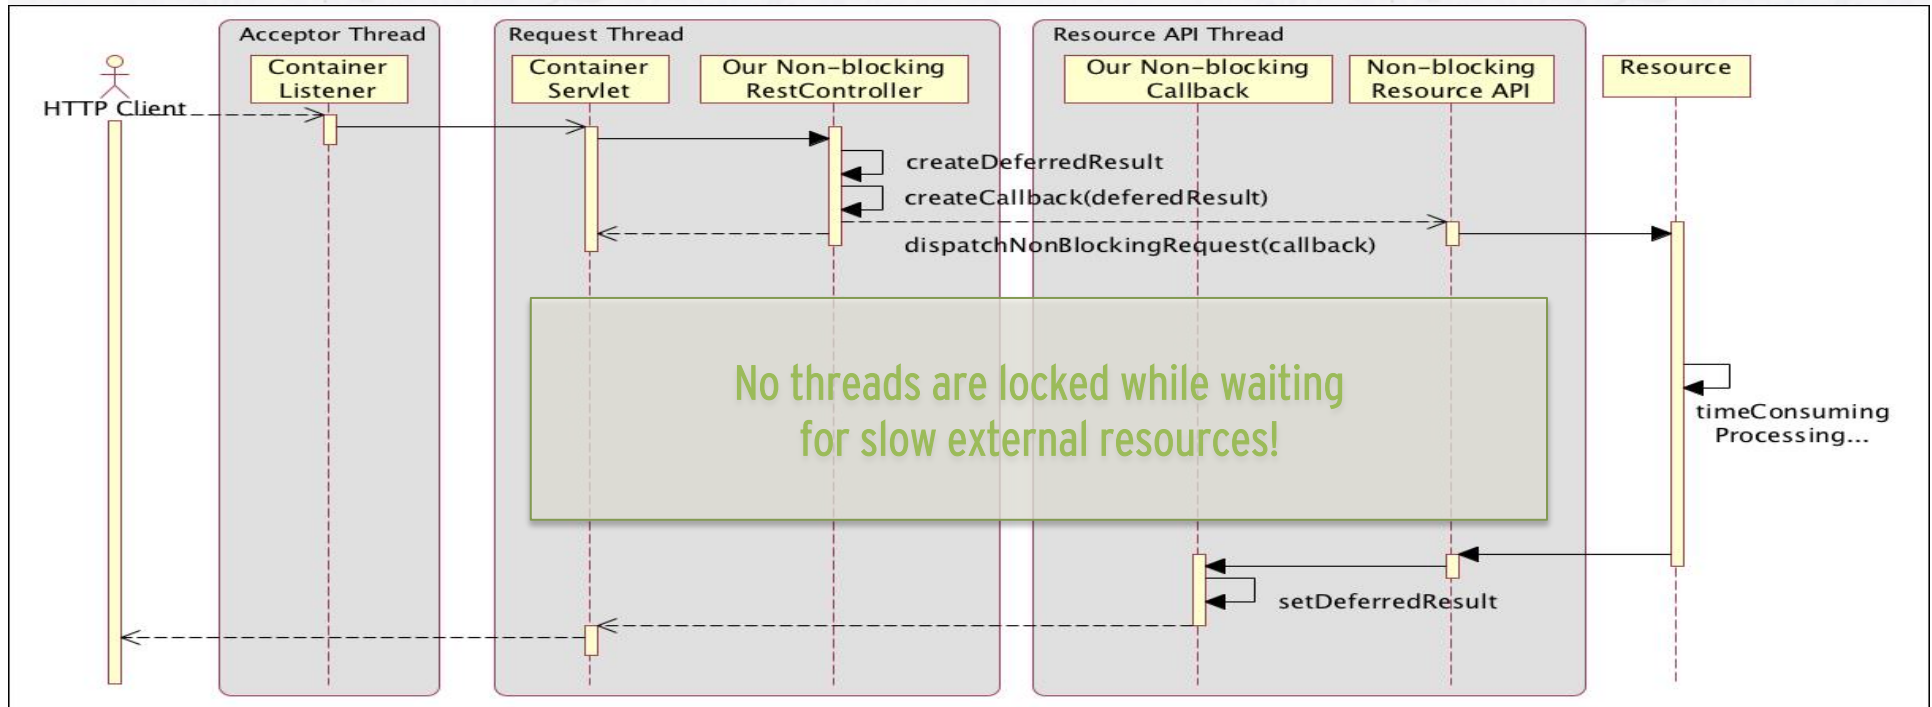 Acceptor Thread
Request Thread
Resource API Thread
HTTP Client
Container
Listener
Container
Servlet
Our Non-blocking
RestController
Our Non-blocking
Callback
Non-blocking
Resource API
Resource
createDeferredResult
createCallback(deferedResult)
dispatchNonBlockingRequest(callback)
No threads are locked while waiting
for slow external resources!
timeConsuming
Processing...
setDeferredResult